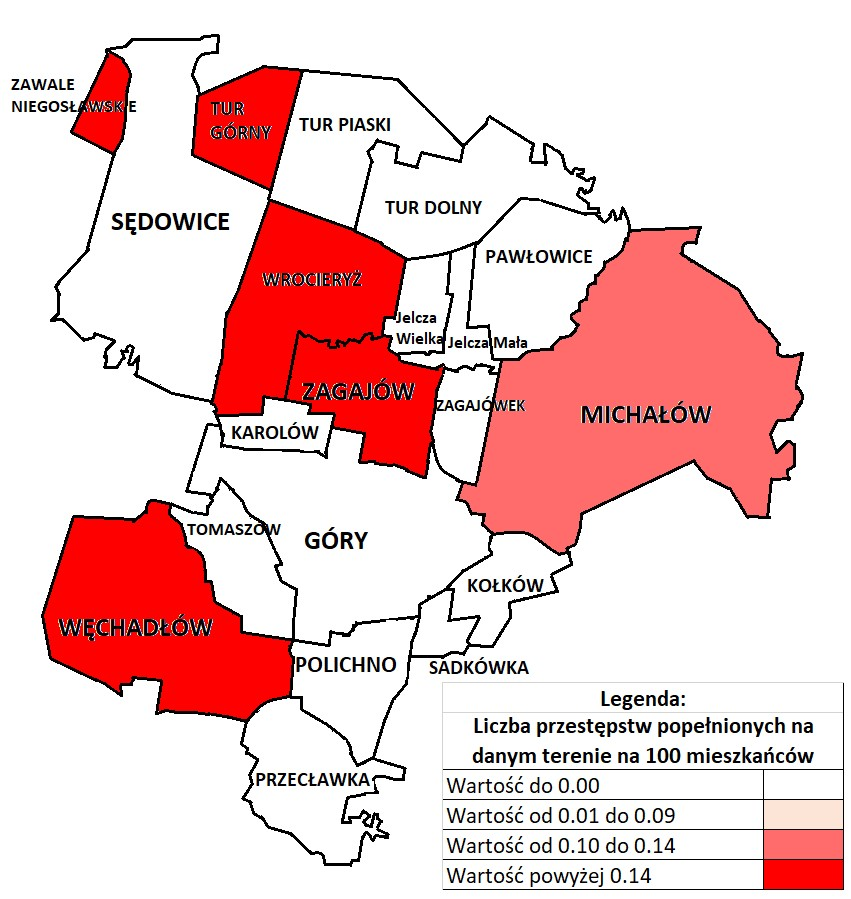 ZAWALE
NIEGOSŁAWSKIE
TUR
GÓRNY
TUR PIASKI
TUR DOLNY
SĘDOWICE
PAWŁOWICE
WROCIERYŻ
Jelcza
Wielka
Jelcza Mała
ZAGAJÓW
ZAGAJÓWEK
MICHAŁÓW
KAROLÓW
TOMASZÓW
GÓRY
KOŁKÓW
WĘCHADŁÓW
POLICHNO
SADKÓWKA
PRZECŁAWKA
Legenda:
Liczba przestępstw popełnionych na
danym terenie na 100 mieszkańców
Wartość do 0.00
Wartość od 0.01 do 0.09
Wartość od 0.10 do 0.14
Wartość powyżej 0.14